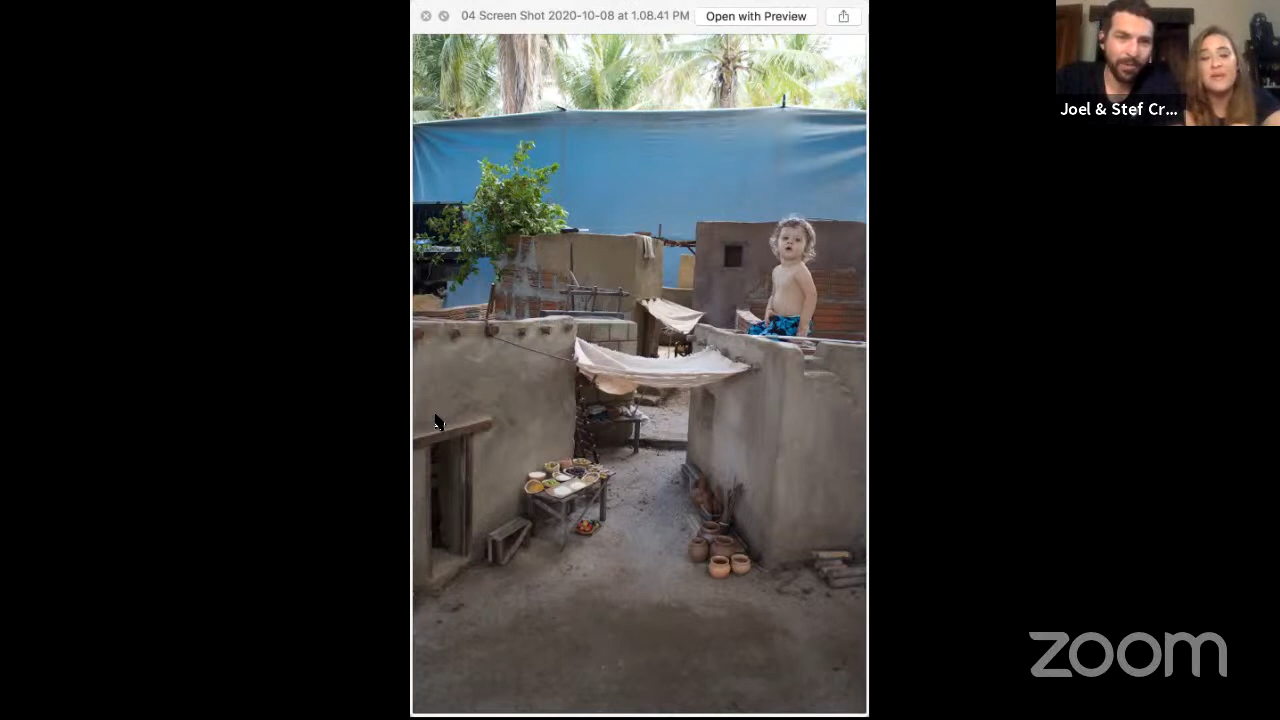 04 Screen Shot 2020-10-08 at 1.08.41 PM
Open with Preview
Joel & Stef Cr...
zoom